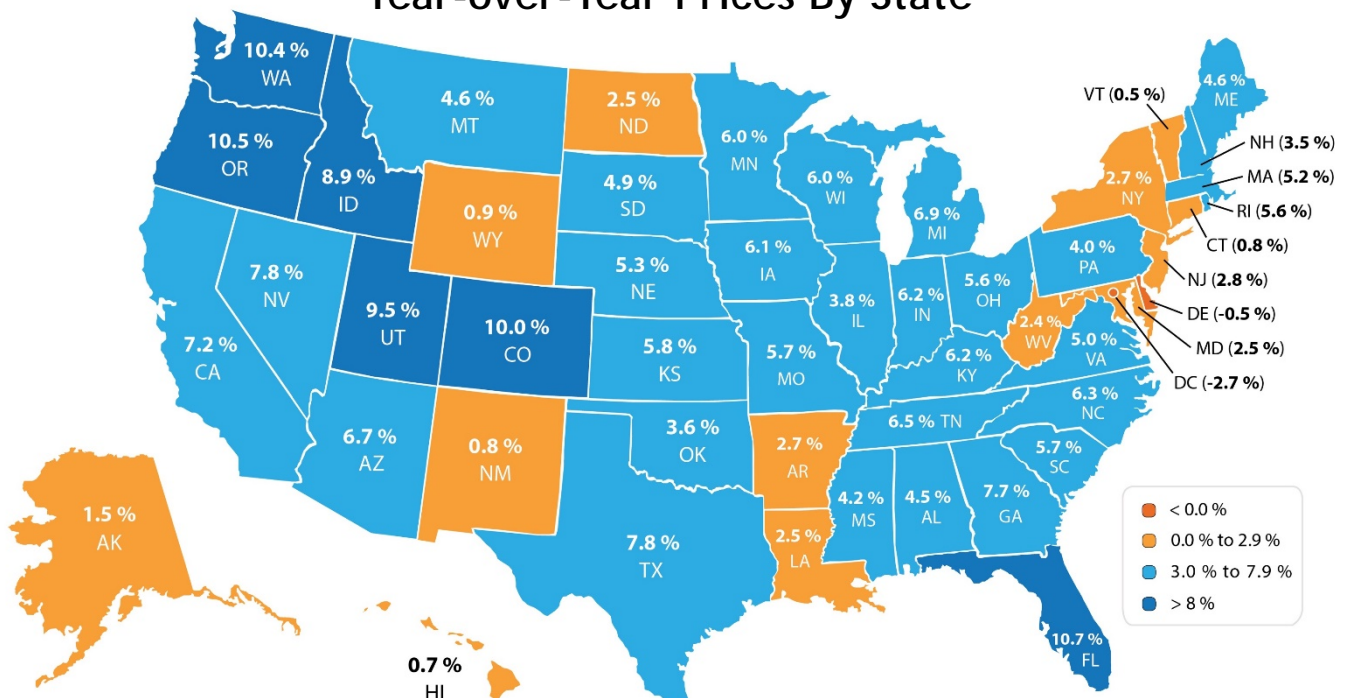 Year-over-Year Prices By State
10.4 %
WA
10.5 %
OR
8.9 %
ID
4.6 %
MT
2.5 %
ND
6.0 %
MN
4.9 %
SD
0.9 %
WY
6.0 %
WI
6.9 %
MI
2.7 %
NY
4.6 %
ME
VT (0.5 %)
NH (3.5 %)
MA (5.2 %)
RI (5.6 %)
CT (0.8 %)
NJ (2.8 %)
DE (-0.5 %)
MD (2.5 %)
DC (-2.7 %)
7.8 %
NV
7.2 %
CA
9.5 %
UT
10.0 %
CO
5.3 %
NE
6.1 %
IA
3.8 %
IL
6.2 %
IN
5.6 %
OH
4.0 %
PA
2.4 %
WV
5.0 %
VA
5.8 %
KS
5.7 %
MO
6.2 %
KY
6.3 %
NC
6.5 % TN
6.7 %
AZ
0.8 %
NM
3.6 %
OK
2.7 %
AR
5.7 %
SC
4.2 %
MS
4.5 %
AL
7.7 %
GA
7.8 %
TX
2.5 %
LA
10.7 %
FL
1.5 %
AK
0.7 %
HI
< 0.0 %
0.0 % to 2.9 %
3.0 % to 7.9 %
> 8 %